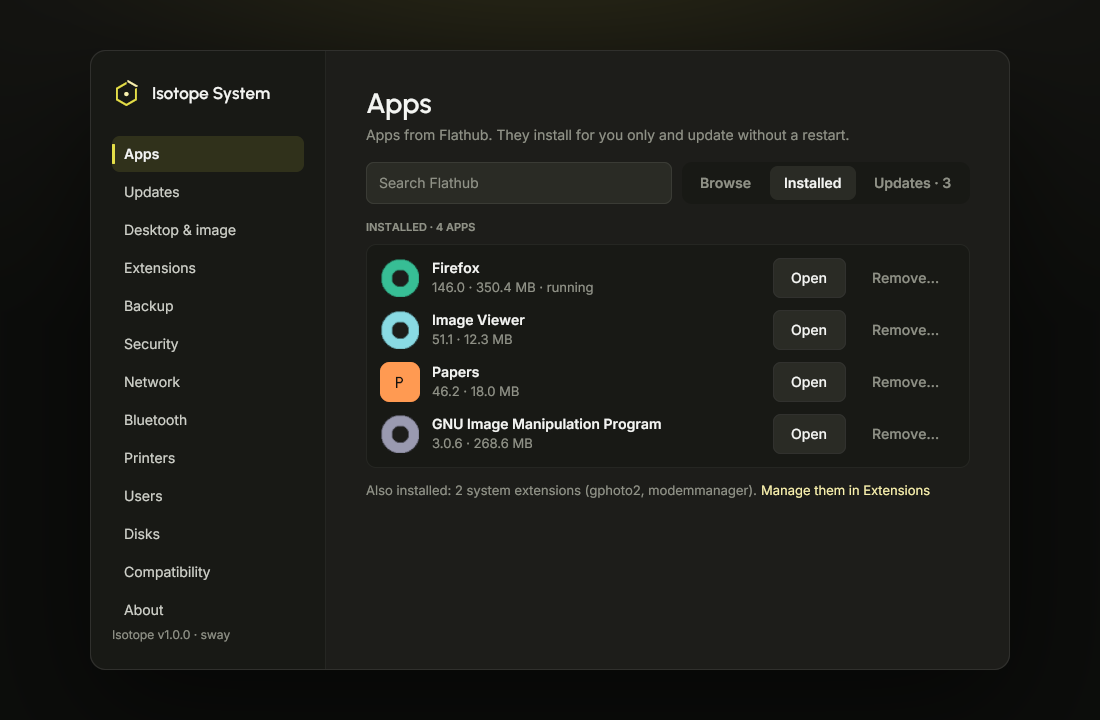 Isotope System
Apps
Updates
Desktop & image
Extensions
Backup
Security
Network
Bluetooth
Printers
Users
Disks
Compatibility
About
Isotope v1.0.0 · sway
Apps
Apps from Flathub. They install for you only and update without a restart.
Search Flathub
Browse
Installed
Updates · 3
INSTALLED · 4 APPS
Firefox
146.0 · 350.4 MB · running
Open
Remove...
Image Viewer
51.1 · 12.3 MB
Open
Remove...
P
Papers
46.2 · 18.0 MB
Open
Remove...
GNU Image Manipulation Program
3.0.6 · 268.6 MB
Open
Remove...
Also installed: 2 system extensions (gphoto2, modemmanager). Manage them in Extensions